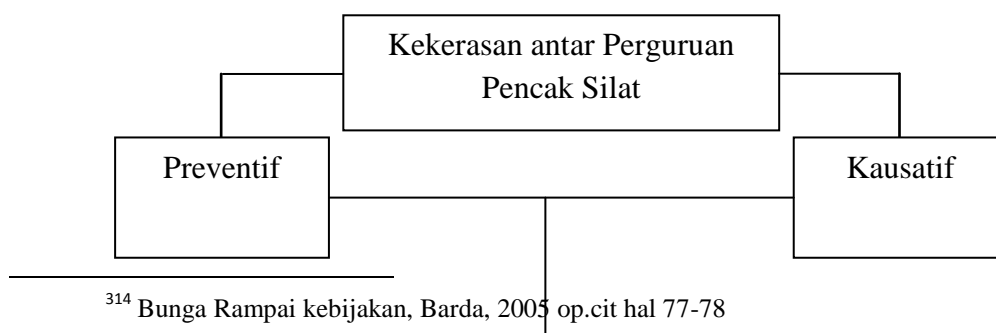 Kekerasan antar Perguruan
Pencak Silat
Preventif
Kausatif
314 Bunga Rampai kebijakan, Barda, 2005 op.cit hal 77-78